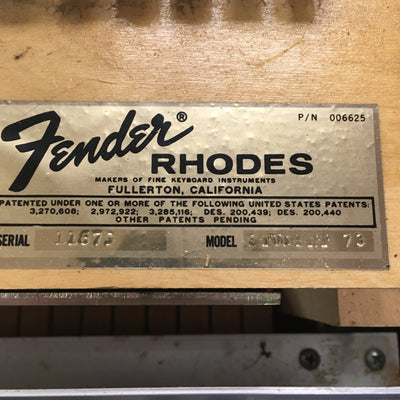 P/N 006625
Fender®
RHODES
MAKERS OF FINE KEYBOARD INSTRUMENTS
FULLERTON, CALIFORNIA
PATENTED UNDER ONE OR MORE OF THE FOLLOWING UNITED STATES PATENTS:
3,270,608; 2,972,922; 3,285,116; DES. 200,439; DES. 200,440
OTHER PATENTS PENDING
SERIAL MODEL 73